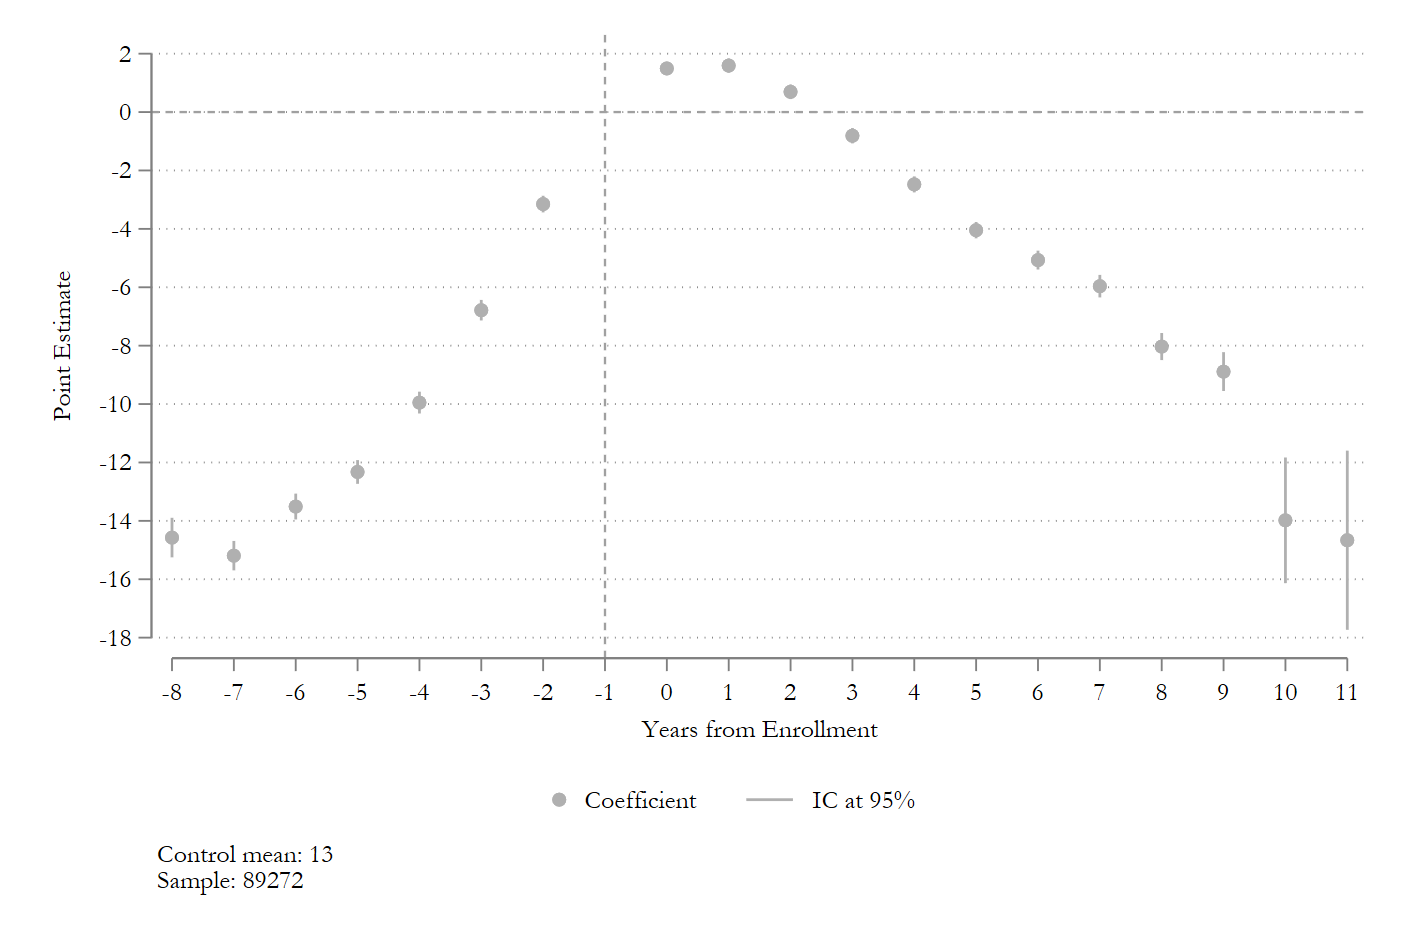 2
0
-2
-4
-6
-8
-10
-12
-14
-16
-18
Point Estimate
-8 -7 -6 -5 -4 -3 -2 -1 0 1 2 3 4 5 6 7 8 9 10 11
Years from Enrollment
Coefficient IC at 95%
Control mean: 13
Sample: 89272